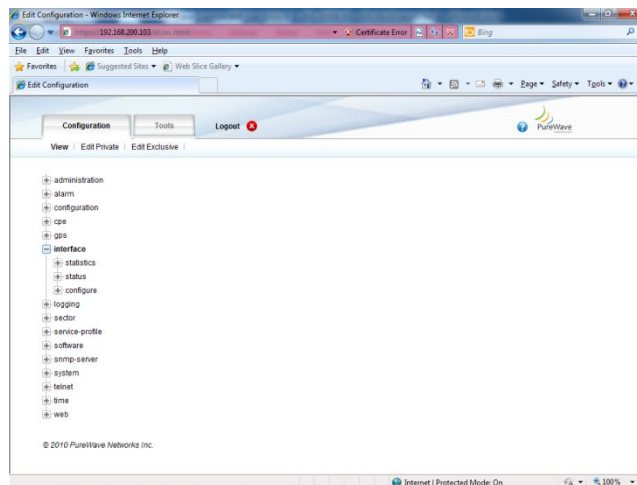 Edit Configuration - Windows Internet Explorer
192.168.200.103 Certificate Error Bing
File Edit View Favorites Tools Help
Favorites Suggested Sites Web Slice Gallery
Edit Configuration Page Safety Tools
Configuration Tools Logout PureWave
View Edit Private Edit Exclusive
administration
alarm
configuration
cpe
gps
interface
statistics
status
configure
logging
sector
service-profile
software
snmp-server
system
telnet
time
web
© 2010 PureWave Networks Inc.
Internet | Protected Mode: On 100%